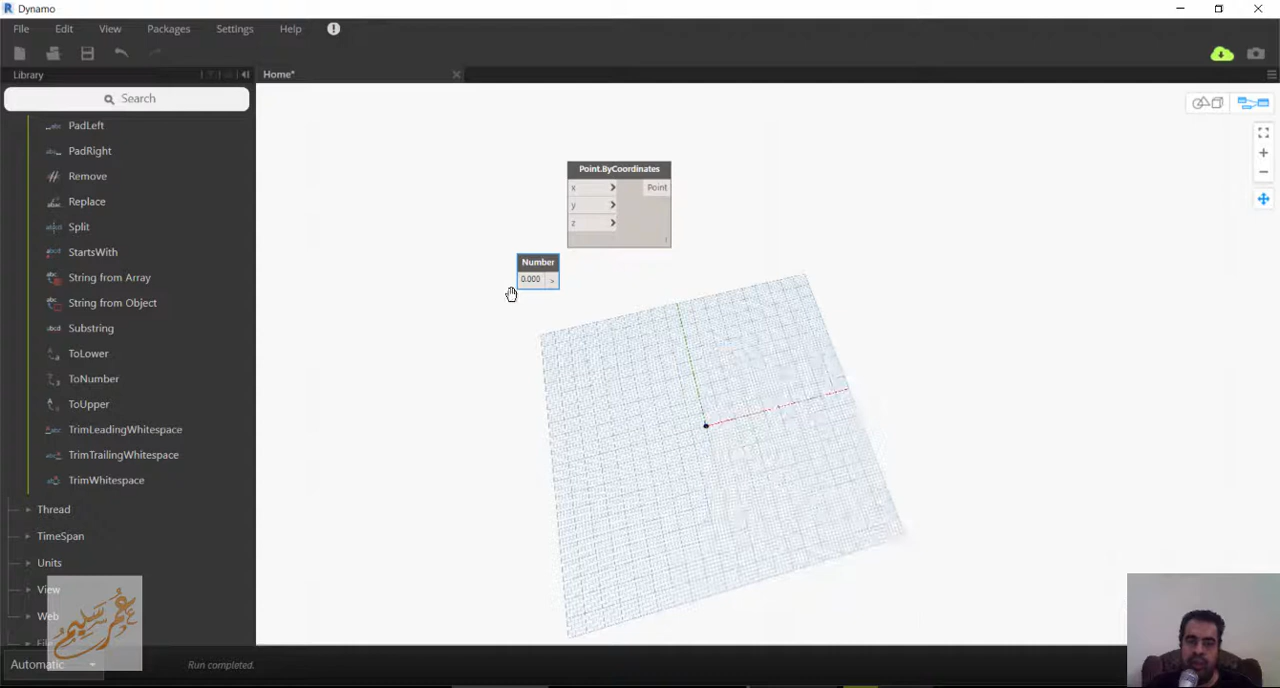 Dynamo
File Edit View Packages Settings Help
Library
Home*
Search
PadLeft
PadRight
Remove
Replace
Split
StartsWith
String from Array
String from Object
Substring
ToLower
ToNumber
ToUpper
TrimLeadingWhitespace
TrimTrailingWhitespace
TrimWhitespace
Thread
TimeSpan
Units
View
Web
Point.ByCoordinates
x > Point
y >
z >
Number
0.000 >
عمر سليم
Automatic
Run completed.